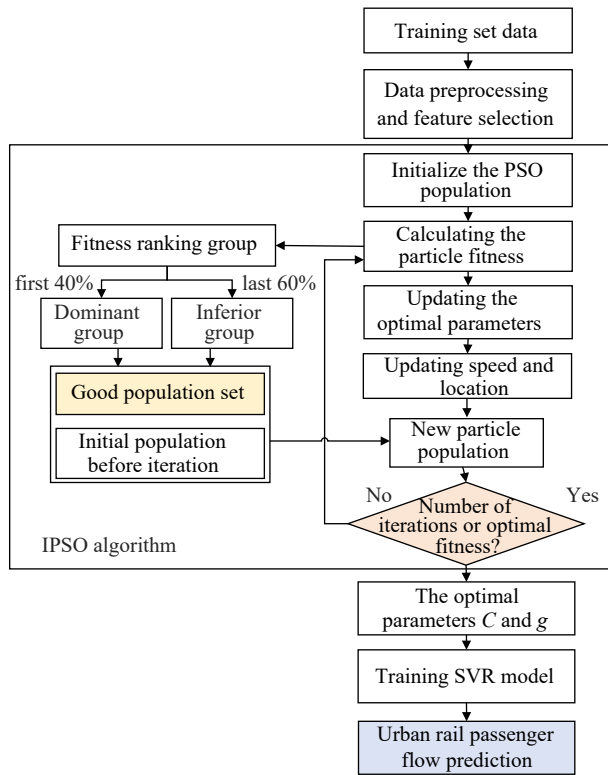 Training set data
Data preprocessing
and feature selection
Initialize the PSO
population
Fitness ranking group
Calculating the
particle fitness
first 40%
last 60%
Dominant
group
Inferior
group
Updating the
optimal parameters
Updating speed and
location
Good population set
Initial population
before iteration
New particle
population
No
Yes
Number of
iterations or optimal
fitness?
IPSO algorithm
The optimal
parameters C and g
Training SVR model
Urban rail passenger
flow prediction